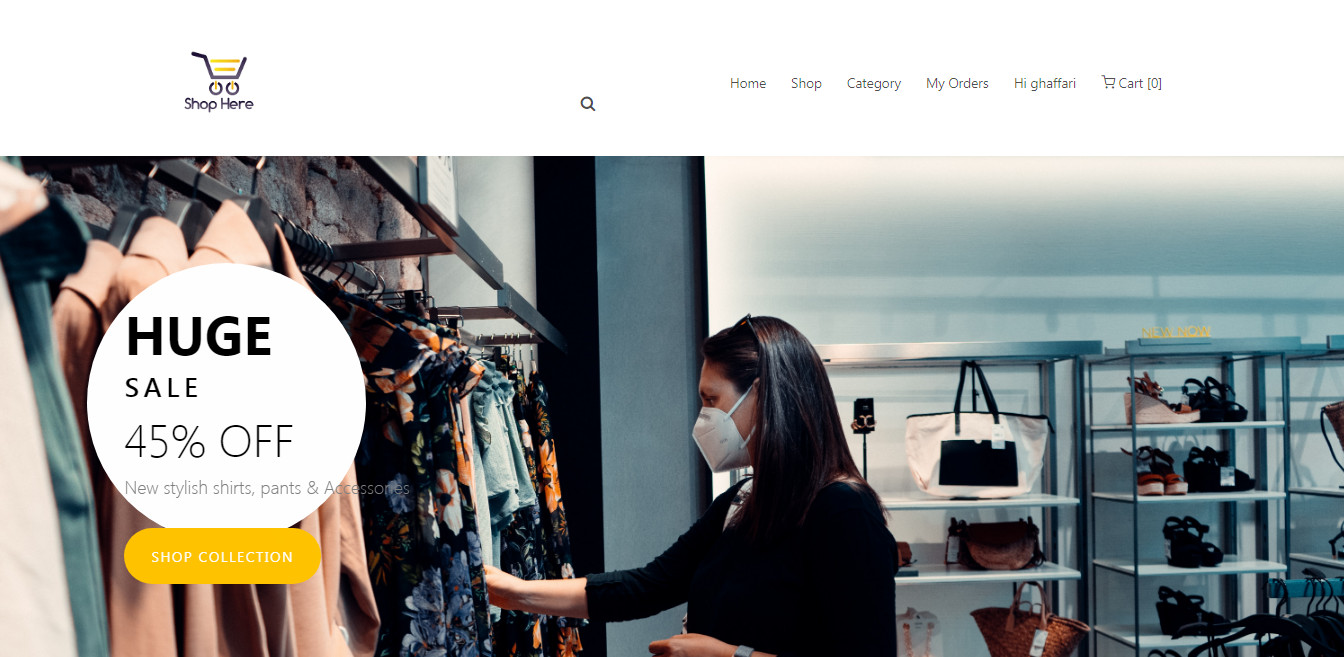 Shop Here
Home Shop Category My Orders Hi ghaffari Cart [0]
NEW NOW
HUGE
SALE
45% OFF
New stylish shirts, pants & Accessories
SHOP COLLECTION